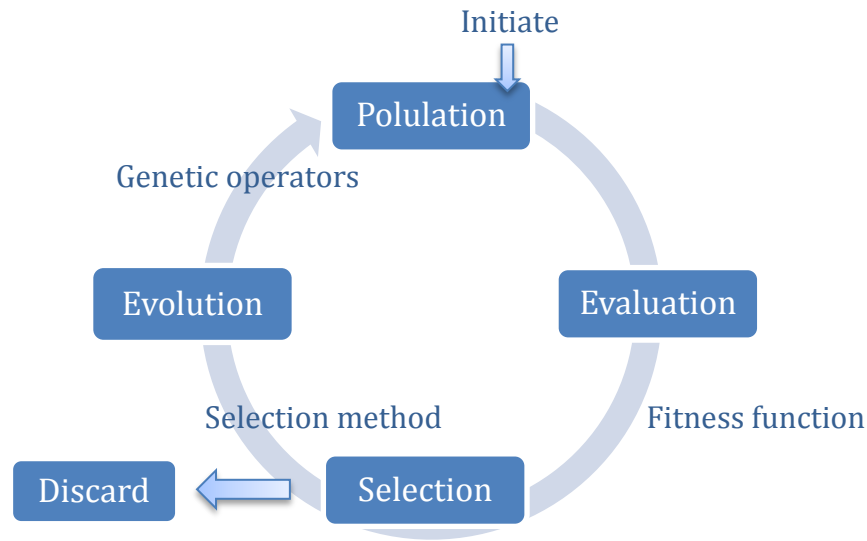 Initiate
Polulation
Genetic operators
Evolution
Evaluation
Selection method
Fitness function
Discard
Selection